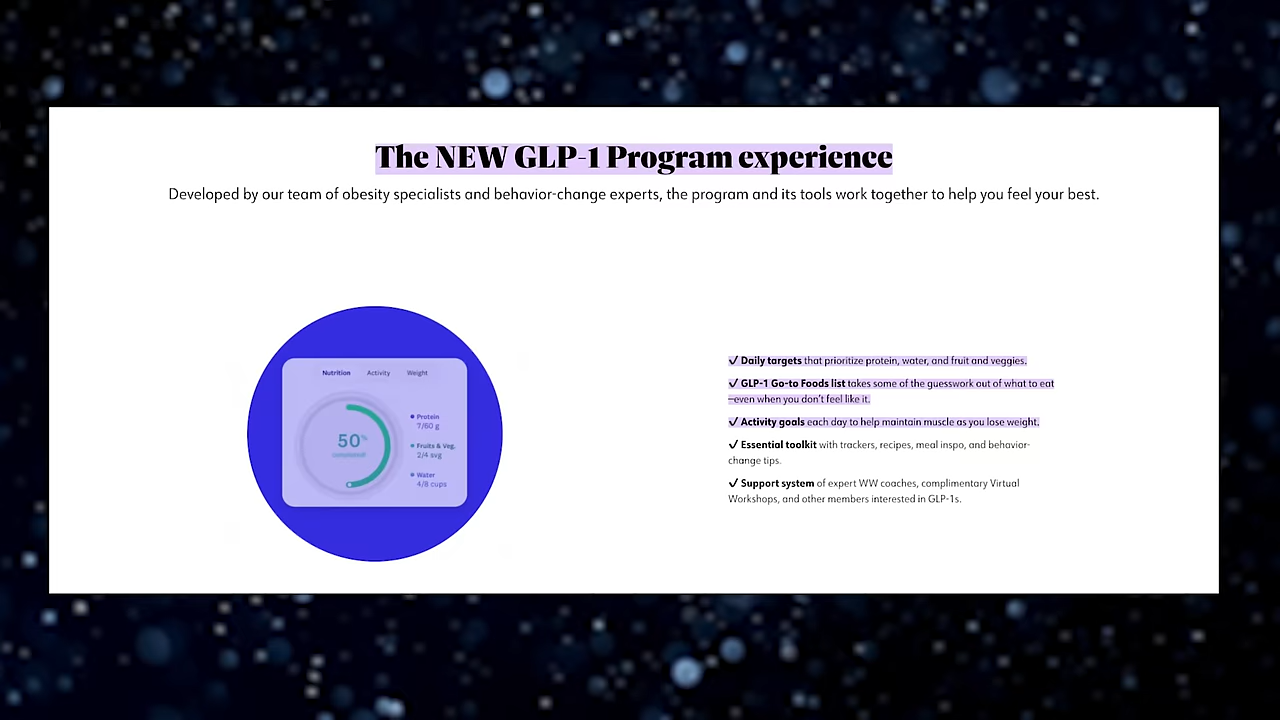 The NEW GLP-1 Program experience
Developed by our team of obesity specialists and behavior-change experts, the program and its tools work together to help you feel your best.
Nutrition Activity Weight
50%
completed!
Protein
7/60 g
Fruits & Veg.
2/4 svg
Water
4/8 cups
✓ Daily targets that prioritize protein, water, and fruit and veggies.
✓ GLP-1 Go-to Foods list takes some of the guesswork out of what to eat
—even when you don't feel like it.
✓ Activity goals each day to help maintain muscle as you lose weight.
✓ Essential toolkit with trackers, recipes, meal inspo, and behavior-
change tips.
✓ Support system of expert WW coaches, complimentary Virtual
Workshops, and other members interested in GLP-1s.